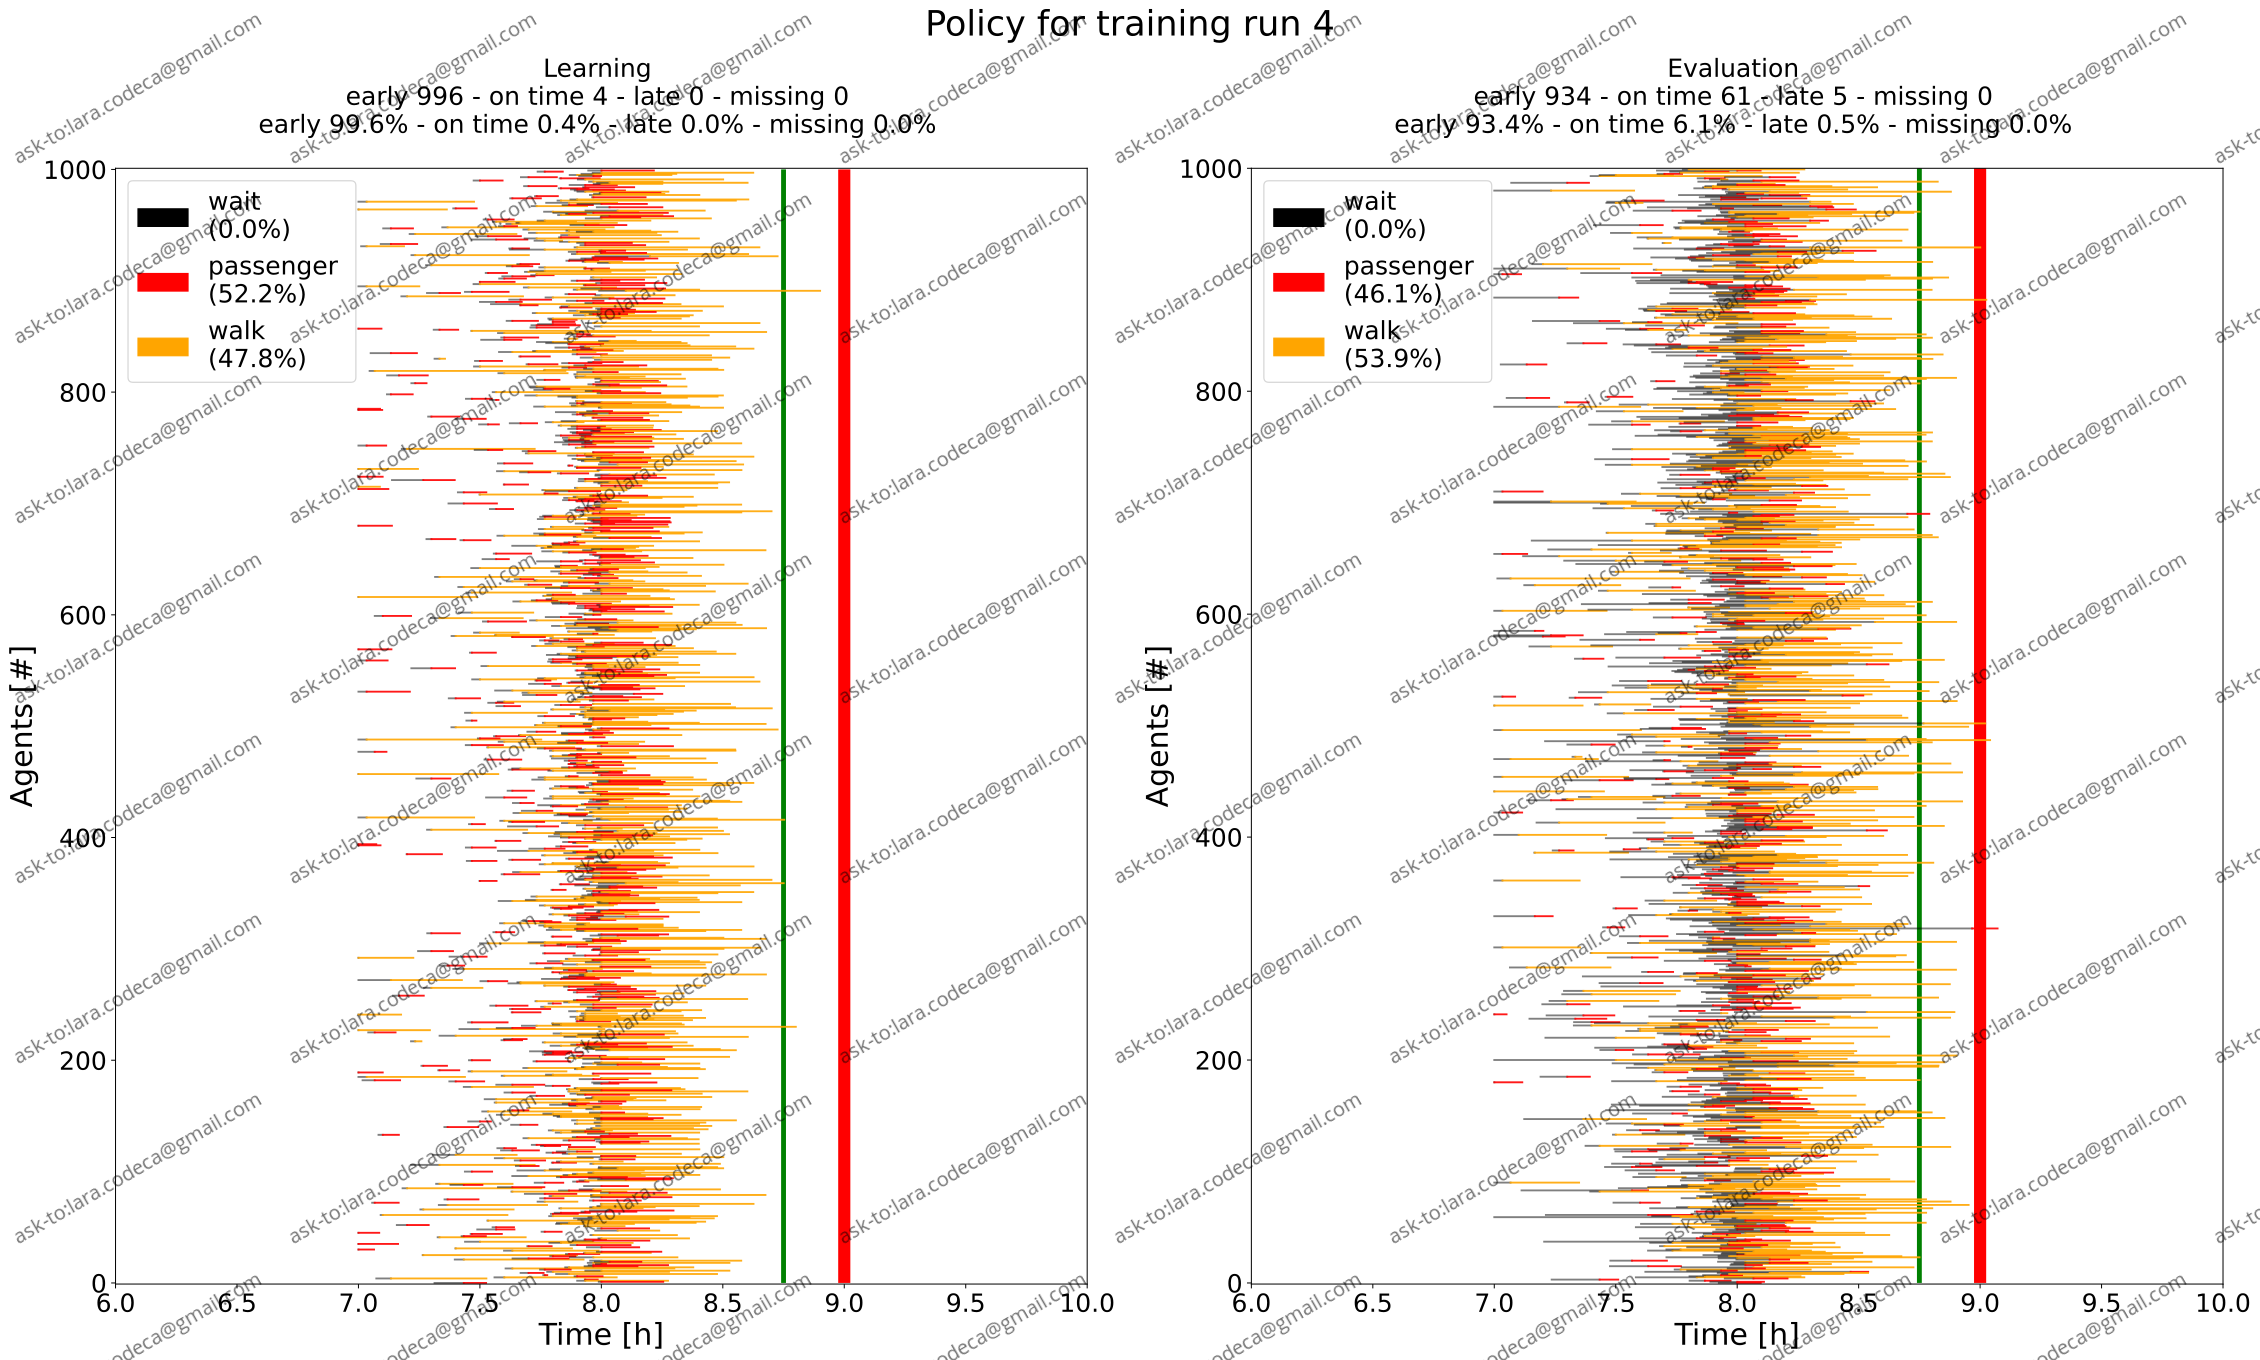 Policy for training run 4
Learning
early 996 - on time 4 - late 0 - missing 0
early 99.6% - on time 0.4% - late 0.0% - missing 0.0%
Evaluation
early 934 - on time 61 - late 5 - missing 0
early 93.4% - on time 6.1% - late 0.5% - missing 0.0%
wait
(0.0%)
passenger
(52.2%)
walk
(47.8%)
Agents [#]
1000
800
600
400
200
0
6.0 6.5 7.0 7.5 8.0 8.5 9.0 9.5 10.0
Time [h]
wait
(0.0%)
passenger
(46.1%)
walk
(53.9%)
Agents [#]
1000
800
600
400
200
0
6.0 6.5 7.0 7.5 8.0 8.5 9.0 9.5 10.0
Time [h]
ask-to:lara.codeca@gmail.com